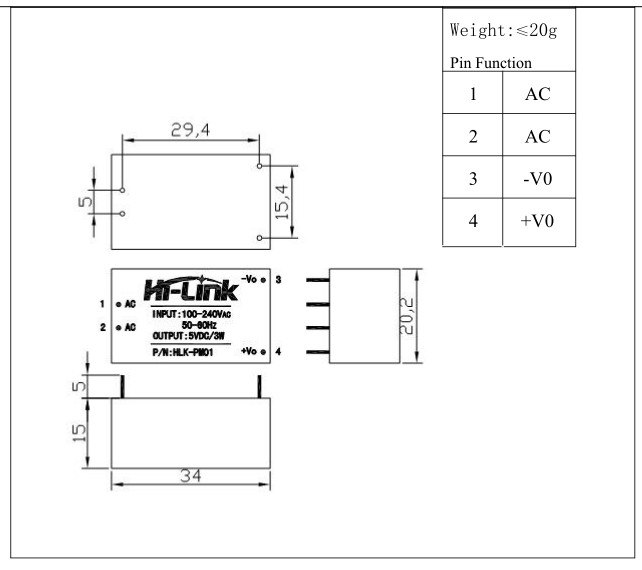 Weight:≤20g
Pin Function
1 AC
2 AC
3 -V0
4 +V0
29,4
5
15,4
Hi-Link
-Vo 3
1 AC
INPUT:100-240VAC
50-60Hz
2 AC
OUTPUT:5VDC/3W
P/N:HLK-PM01
+Vo 4
20,2
5
15
34